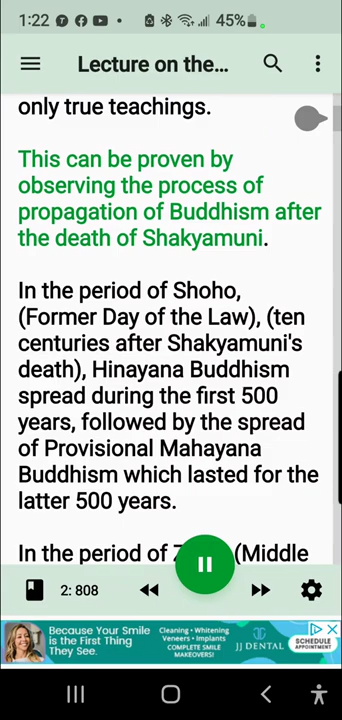 1:22 45%
Lecture on the...
only true teachings.
This can be proven by
observing the process of
propagation of Buddhism after
the death of Shakyamuni.
In the period of Shoho,
(Former Day of the Law), (ten
centuries after Shakyamuni's
death), Hinayana Buddhism
spread during the first 500
years, followed by the spread
of Provisional Mahayana
Buddhism which lasted for the
latter 500 years.
In the period of (Middle
2: 808
Because Your Smile
is the First Thing
They See.
Cleaning • Whitening
Veneers • Implants
COMPLETE SMILE
MAKEOVERS!
JJ DENTAL
SCHEDULE
APPOINTMENT